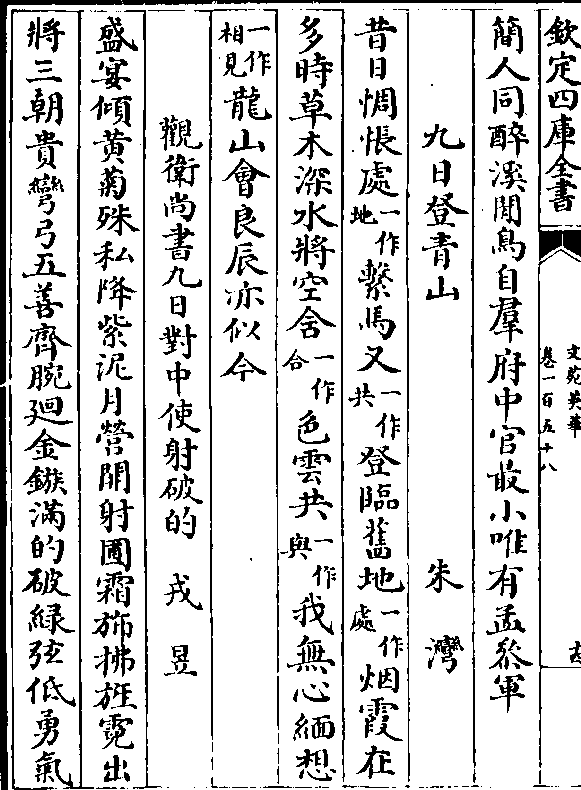 欽定四庫全書
文苑英華
卷一百五十八
簡人同醉溪閒鳥自羣府中官最小唯有孟參軍
九日登青山 朱灣
昔日惆悵處一作地繫馬又一作共登臨舊地一作處烟霞在
多時草木深水將空舍一作合色雲共一作與我無心緬想
一作相見龍山會良辰亦似今
觀衛尚書九日對中使射破的 戎昱
盛宴傾黄菊殊私降紫泥月營開射圃霜斾拂旌霓出
將三朝貴彎弓五善齊腕廻金鏃滿的破緑弦低勇氣